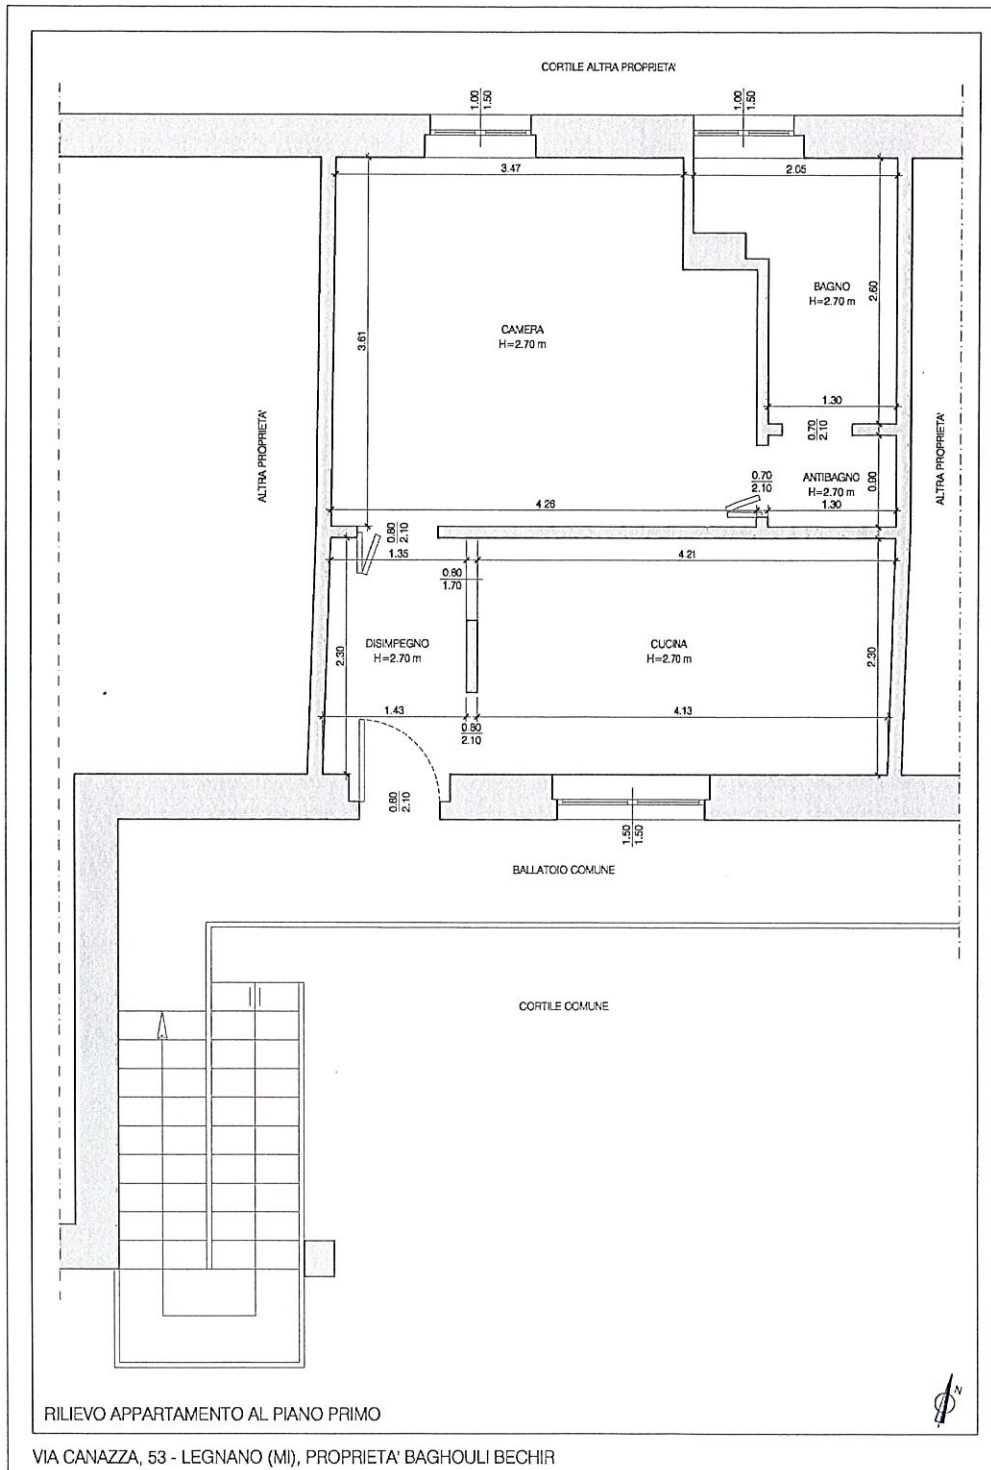 CORTILE ALTRA PROPRIETA'
1.00
1.50
1.00
1.50
3.47
2.05
BAGNO
H=2.70 m
2.60
CAMERA
H=2.70 m
3.61
1.30
0.70
2.10
ALTRA PROPRIETA'
ALTRA PROPRIETA'
0.70
2.10
ANTIBAGNO
H=2.70 m
0.90
4.26
1.30
0.80
2.10
1.35
4.21
0.80
1.70
DISIMPEGNO
H=2.70 m
CUCINA
H=2.70 m
2.30
2.30
1.43
4.13
0.80
2.10
0.80
2.10
1.50
1.50
BALLATOIO COMUNE
CORTILE COMUNE
N
RILIEVO APPARTAMENTO AL PIANO PRIMO
VIA CANAZZA, 53 - LEGNANO (MI), PROPRIETA' BAGHOULI BECHIR